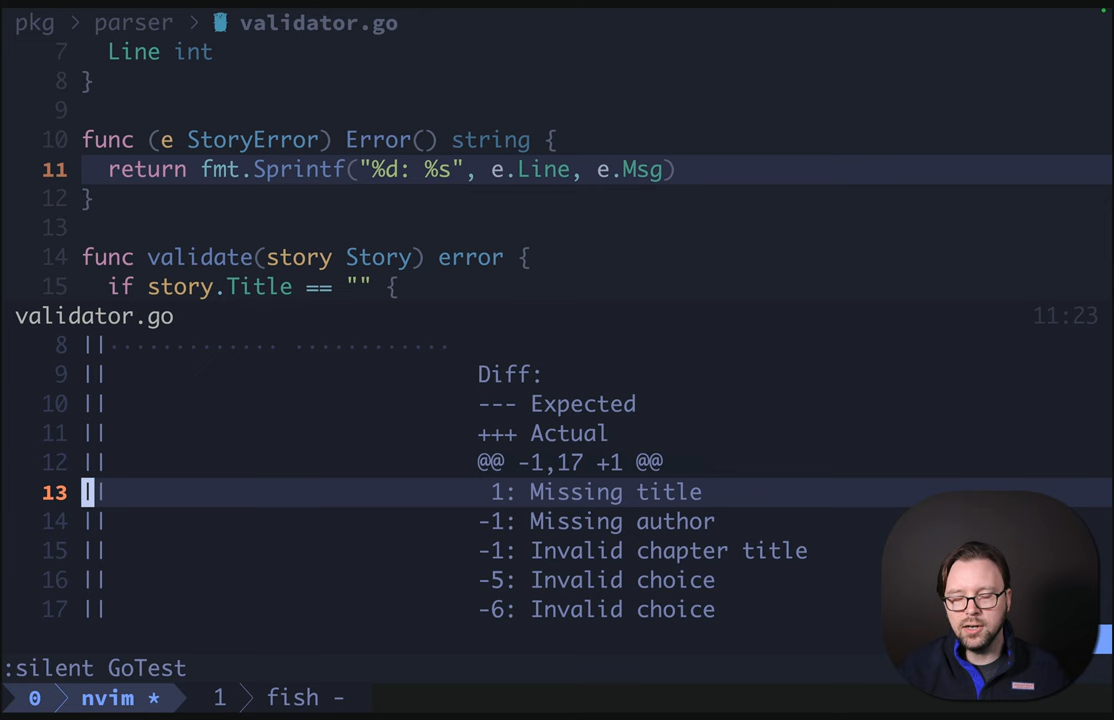 pkg > parser > validator.go
7 Line int
8 }
9
10 func (e StoryError) Error() string {
11 return fmt.Sprintf("%d: %s", e.Line, e.Msg)
12 }
13
14 func validate(story Story) error {
15 if story.Title == "" {
validator.go 11:23
8 ||············· ············
9 || Diff:
10 || --- Expected
11 || +++ Actual
12 || @@ -1,17 +1 @@
13 || 1: Missing title
14 || -1: Missing author
15 || -1: Invalid chapter title
16 || -5: Invalid choice
17 || -6: Invalid choice
:silent GoTest
0 nvim * 1 fish -